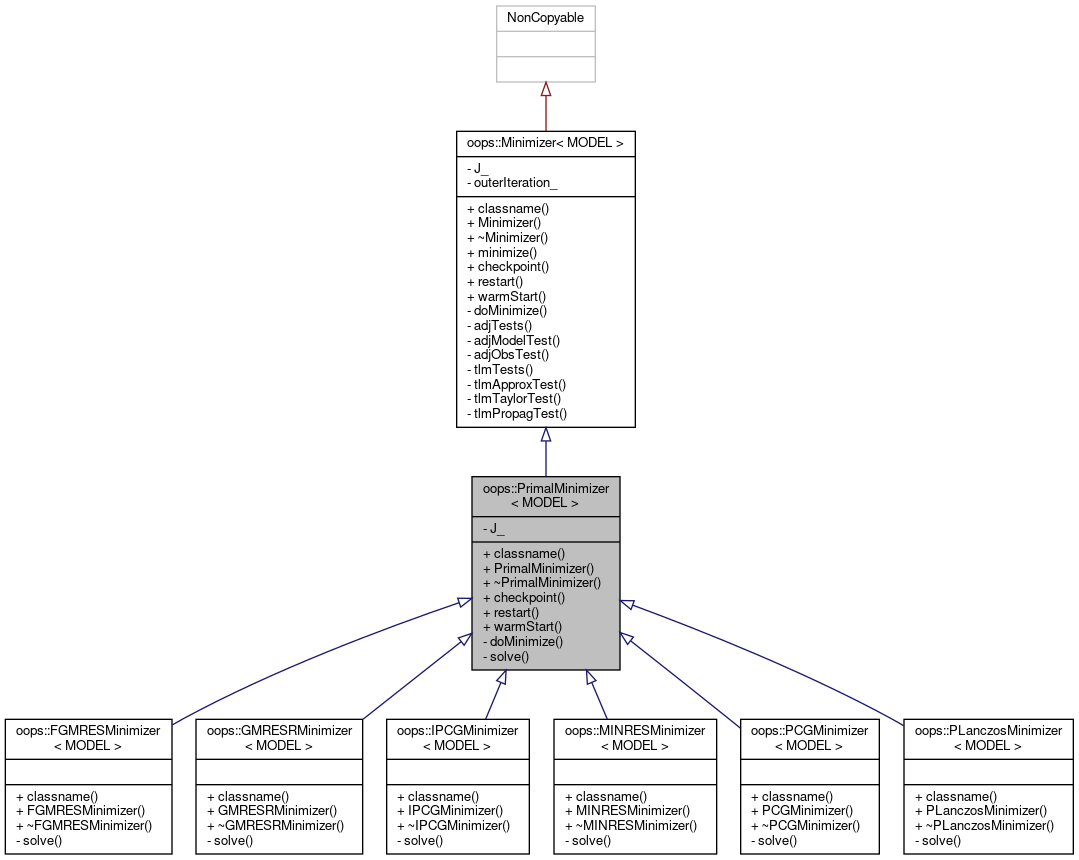 NonCopyable
oops::Minimizer< MODEL >
- J_
- outerIteration_
+ classname()
+ Minimizer()
+ ~Minimizer()
+ minimize()
+ checkpoint()
+ restart()
+ warmStart()
- doMinimize()
- adjTests()
- adjModelTest()
- adjObsTest()
- tlmTests()
- tlmApproxTest()
- tlmTaylorTest()
- tlmPropagTest()
oops::PrimalMinimizer
< MODEL >
- J_
+ classname()
+ PrimalMinimizer()
+ ~PrimalMinimizer()
+ checkpoint()
+ restart()
+ warmStart()
- doMinimize()
- solve()
oops::FGMRESMinimizer
< MODEL >
+ classname()
+ FGMRESMinimizer()
+ ~FGMRESMinimizer()
- solve()
oops::GMRESRMinimizer
< MODEL >
+ classname()
+ GMRESRMinimizer()
+ ~GMRESRMinimizer()
- solve()
oops::IPCGMinimizer
< MODEL >
+ classname()
+ IPCGMinimizer()
+ ~IPCGMinimizer()
- solve()
oops::MINRESMinimizer
< MODEL >
+ classname()
+ MINRESMinimizer()
+ ~MINRESMinimizer()
- solve()
oops::PCGMinimizer
< MODEL >
+ classname()
+ PCGMinimizer()
+ ~PCGMinimizer()
- solve()
oops::PLanczosMinimizer
< MODEL >
+ classname()
+ PLanczosMinimizer()
+ ~PLanczosMinimizer()
- solve()